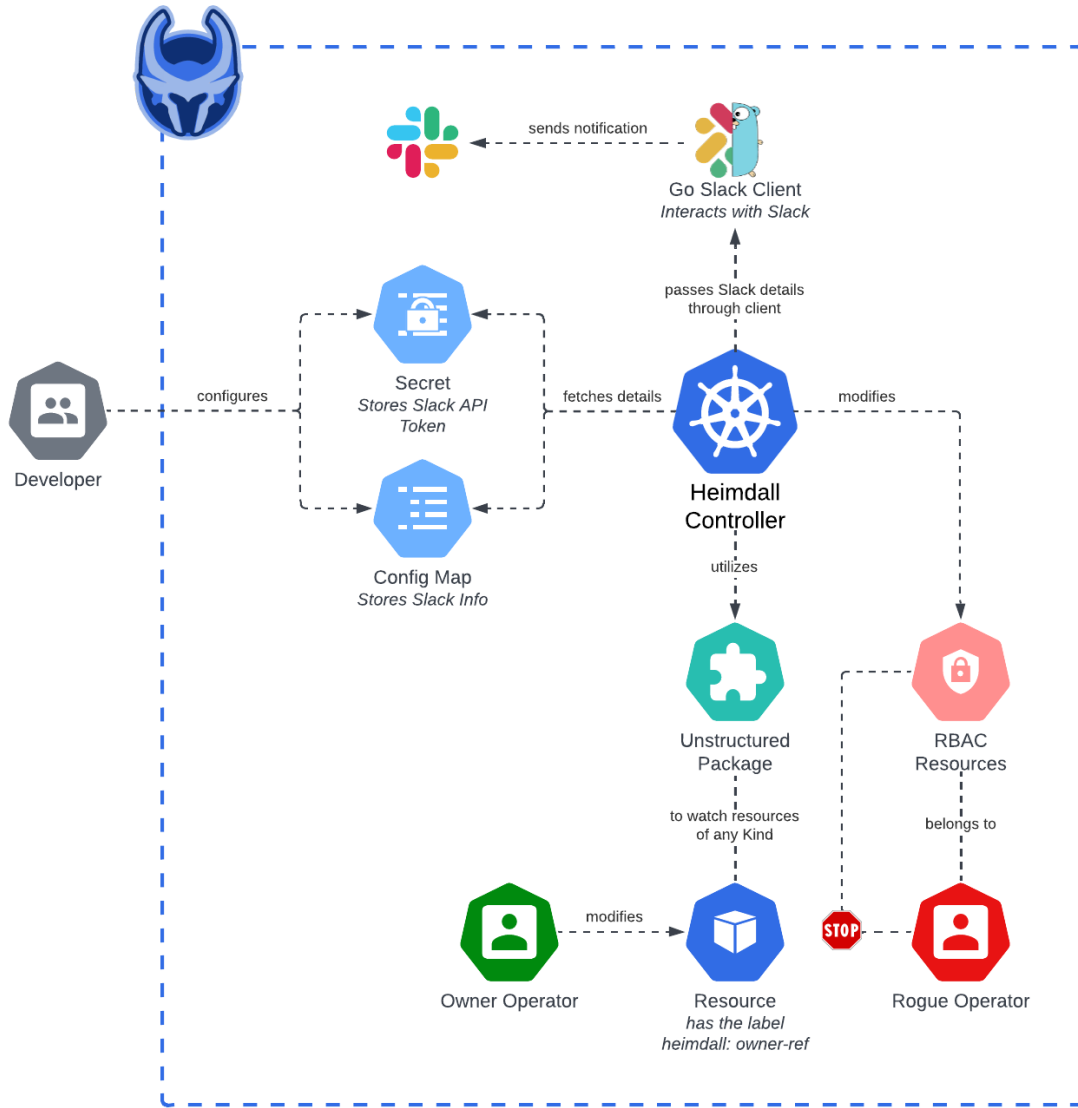 sends notification
Go Slack Client
Interacts with Slack
passes Slack details
through client
Secret
Stores Slack API
Token
configures
fetches details
modifies
Developer
Heimdall
Controller
Config Map
Stores Slack Info
utilizes
Unstructured
Package
RBAC
Resources
to watch resources
of any Kind
belongs to
modifies
STOP
Owner Operator
Resource
has the label
heimdall: owner-ref
Rogue Operator